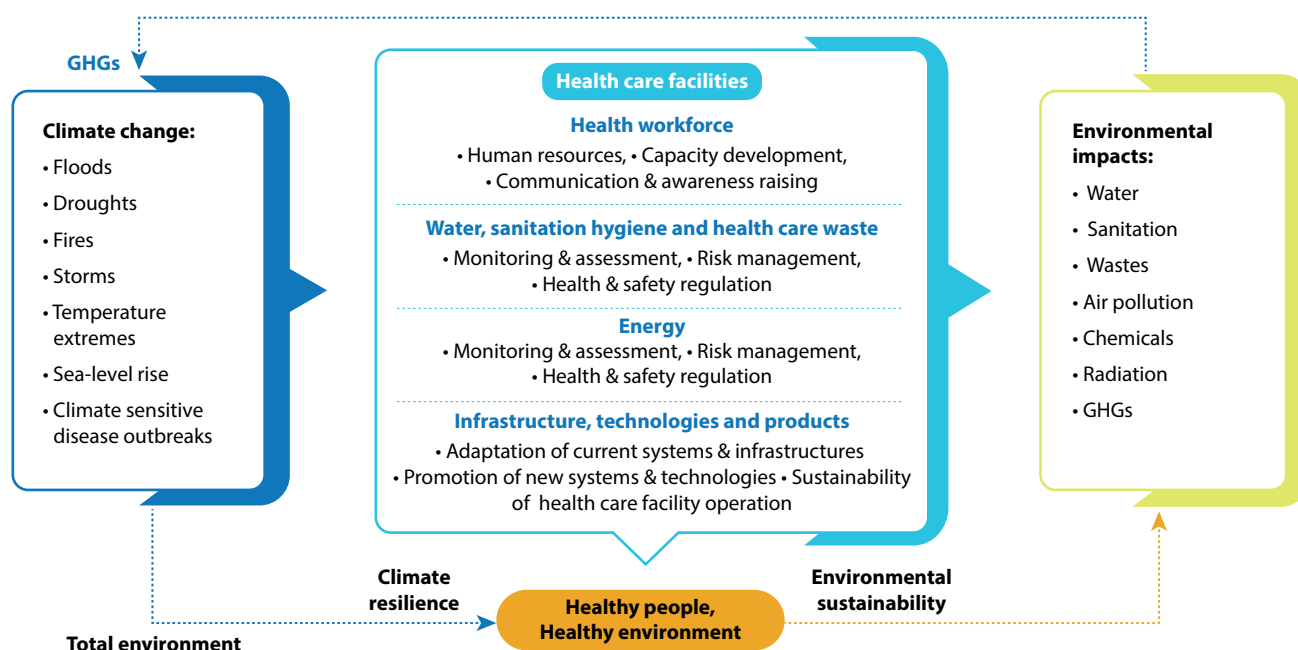 GHGs
Climate change:
• Floods
• Droughts
• Fires
• Storms
• Temperature
extremes
• Sea-level rise
• Climate sensitive
disease outbreaks
Health care facilities
Health workforce
• Human resources, • Capacity development,
• Communication & awareness raising
Water, sanitation hygiene and health care waste
• Monitoring & assessment, • Risk management,
• Health & safety regulation
Energy
• Monitoring & assessment, • Risk management,
• Health & safety regulation
Infrastructure, technologies and products
• Adaptation of current systems & infrastructures
• Promotion of new systems & technologies • Sustainability
of health care facility operation
Environmental
impacts:
• Water
• Sanitation
• Wastes
• Air pollution
• Chemicals
• Radiation
• GHGs
Climate
resilience
Healthy people,
Healthy environment
Environmental
sustainability
Total environment